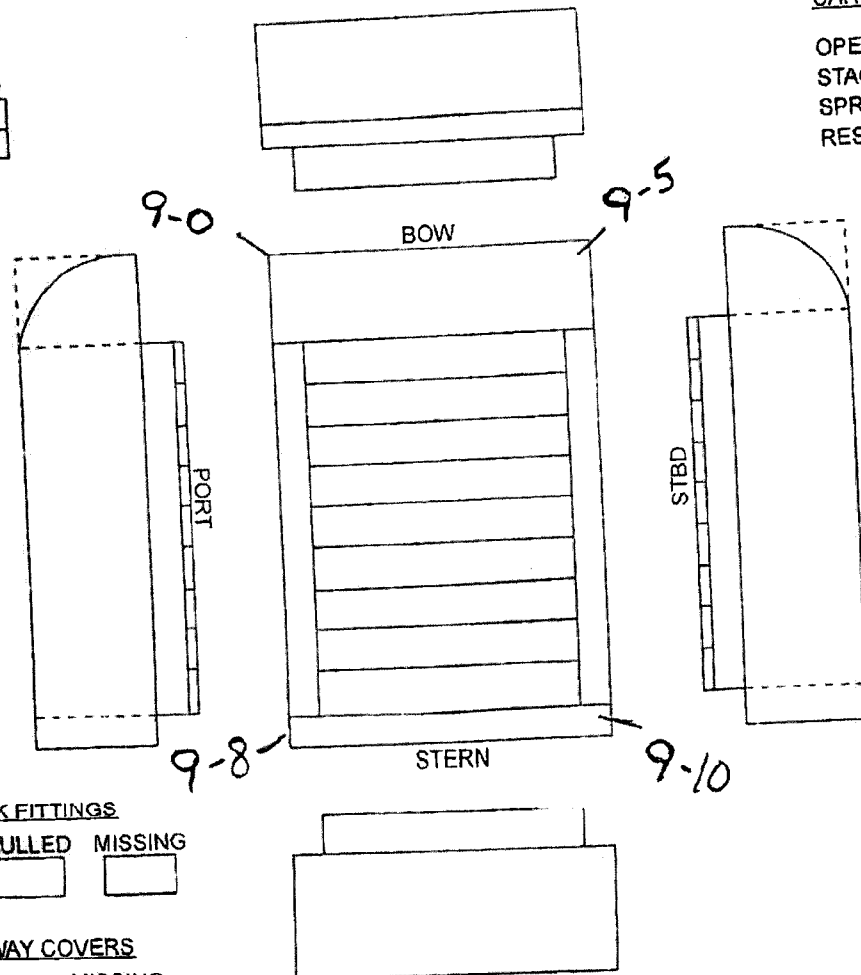 OPE
STA
SPR
RES
9-0
9-5
BOW
PORT
STBD
9-8
STERN
9-10
K FITTINGS
ULLED MISSING
WAY COVERS